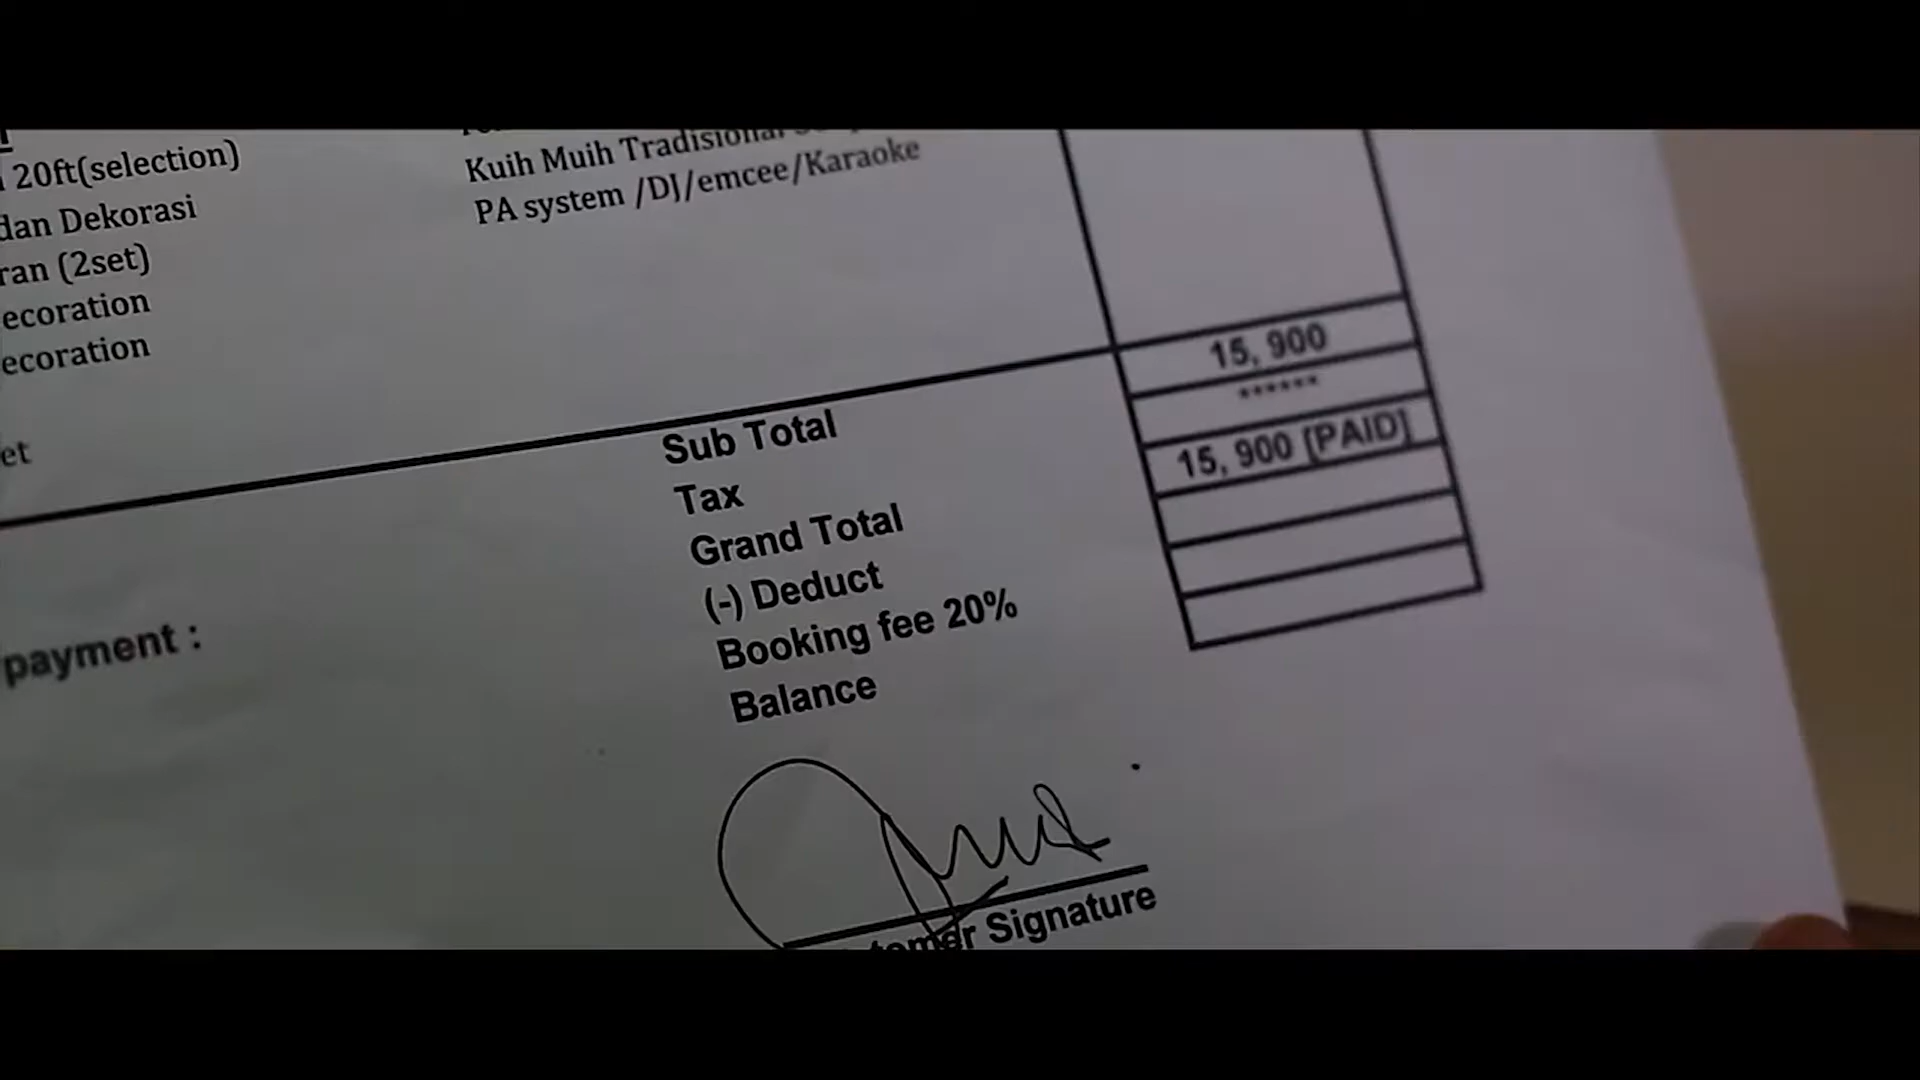 20ft(selection)
dan Dekorasi
ran (2set)
ecoration
ecoration
et
Kuih Muih Tradisional
PA system /DJ/emcee/Karaoke
Sub Total 15, 900
Tax ******
Grand Total 15, 900 [PAID]
(-) Deduct
Booking fee 20%
Balance
payment :
Signature